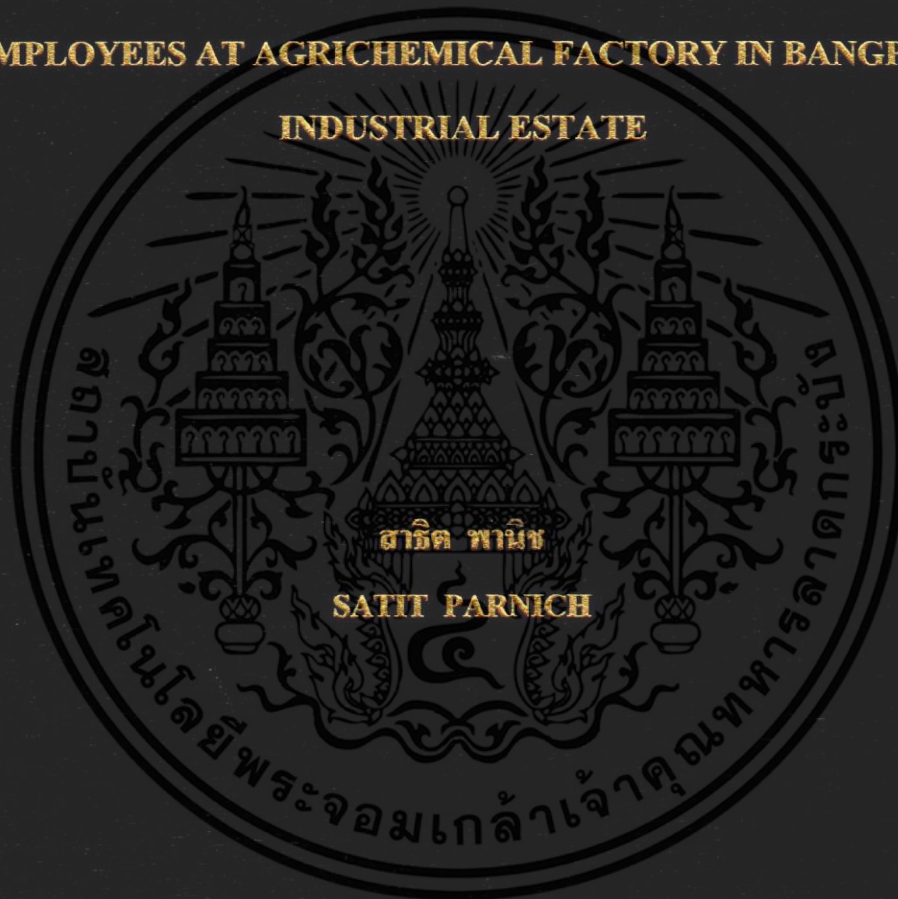 MPLOYEES AT AGRICHEMICAL FACTORY IN
INDUSTRIAL ESTATE
สาธิต พานิช
SATIT PARNICH
สถาบันเทคโนโลยีพระจอมเกล้าเจ้าคุณทหารลาดกระบัง
๔